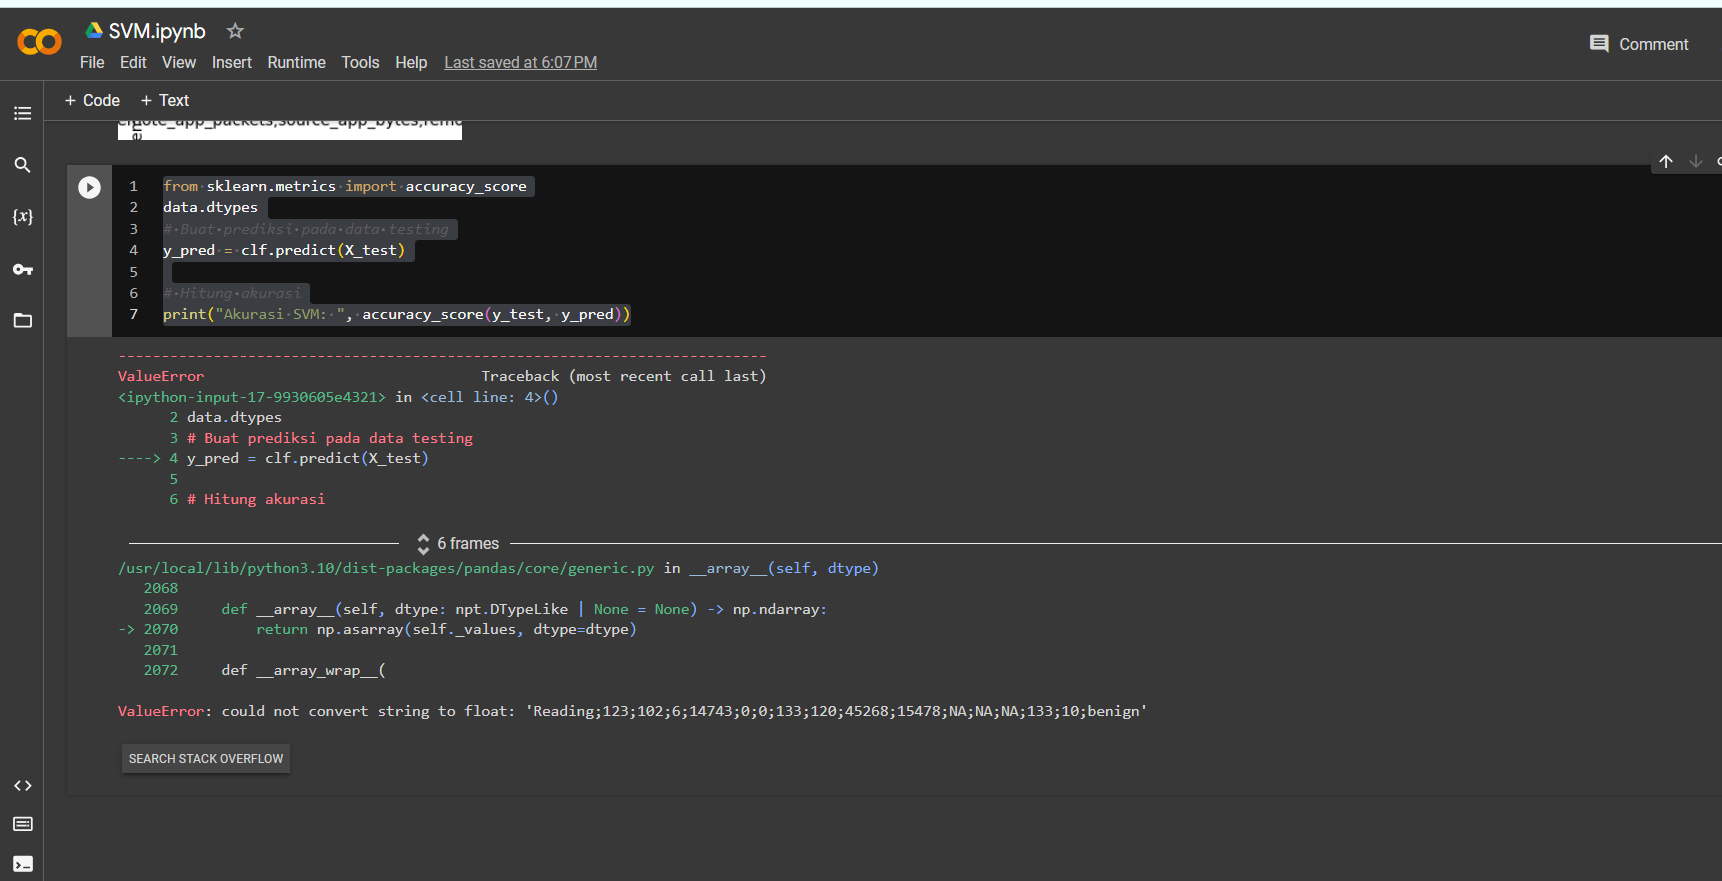 SVM.ipynb
File Edit View Insert Runtime Tools Help Last saved at 6:07 PM
Comment
+ Code + Text
1 from sklearn.metrics import accuracy_score
2 data.dtypes
3 # Buat prediksi pada data testing
4 y_pred = clf.predict(X_test)
5
6 # Hitung akurasi
7 print("Akurasi SVM: ", accuracy_score(y_test, y_pred))
---------------------------------------------------------------------------
ValueError Traceback (most recent call last)
<ipython-input-17-9930605e4321> in <cell line: 4>()
2 data.dtypes
3 # Buat prediksi pada data testing
----> 4 y_pred = clf.predict(X_test)
5
6 # Hitung akurasi
6 frames
/usr/local/lib/python3.10/dist-packages/pandas/core/generic.py in __array__(self, dtype)
2068
2069 def __array__(self, dtype: npt.DTypeLike | None = None) -> np.ndarray:
-> 2070 return np.asarray(self._values, dtype=dtype)
2071
2072 def __array_wrap__(
ValueError: could not convert string to float: 'Reading;123;102;6;14743;0;0;133;120;45268;15478;NA;NA;NA;133;10;benign'
SEARCH STACK OVERFLOW